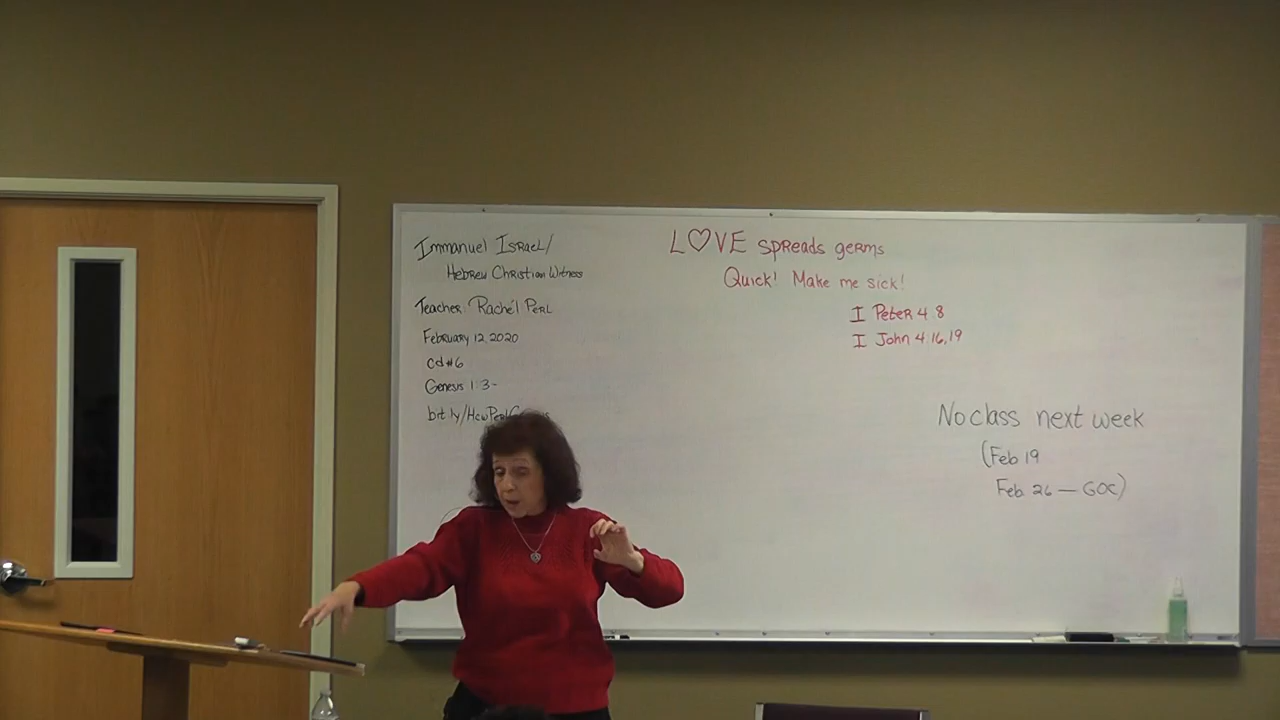 Immanuel Israel/
Hebrew Christian Witness
Teacher: Rachel Perl
February 12, 2020
Cd #6
Genesis 1:3-
L♡VE spreads germs
Quick! Make me sick!
I Peter 4:8
I John 4:16,19
No class next week
(Feb 19
Feb. 26 — GOC)